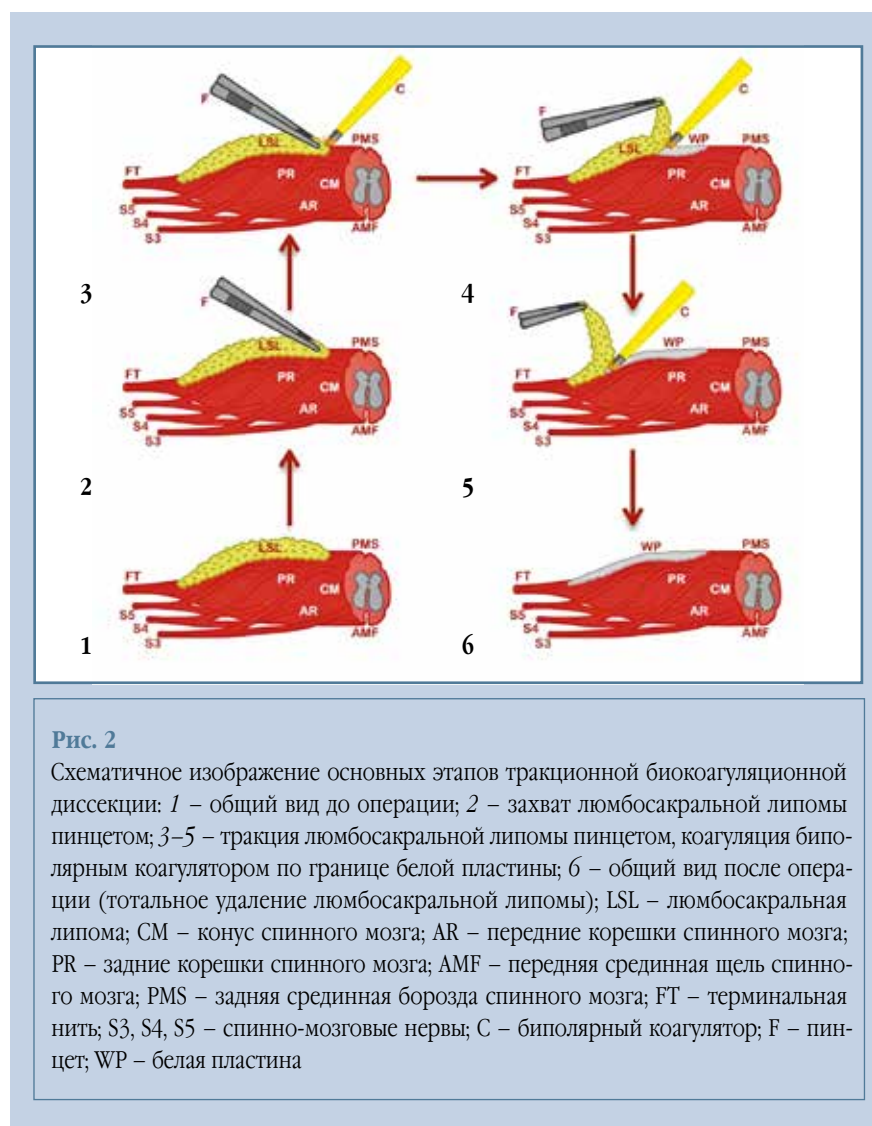 F
C
LSL
PMS
FT
PR
CM
AR
S5
S4
S3
AMF
3
F
C
WP
LSL
PMS
FT
PR
CM
AR
S5
S4
S3
AMF
4
F
LSL
PMS
FT
PR
CM
AR
S5
S4
S3
AMF
2
F
C
WP
PMS
FT
PR
CM
AR
S5
S4
S3
AMF
5
LSL
PMS
FT
PR
CM
AR
S5
S4
S3
AMF
1
WP
PMS
FT
PR
CM
AR
S5
S4
S3
AMF
6
Рис. 2
Схематичное изображение основных этапов тракционной биокоагуляционной
диссекции: 1 – общий вид до операции; 2 – захват люмбосакральной липомы
пинцетом; 3–5 – тракция люмбосакральной липомы пинцетом, коагуляция бипо-
лярным коагулятором по границе белой пластины; 6 – общий вид после опера-
ции (тотальное удаление люмбосакральной липомы); LSL – люмбосакральная
липома; CM – конус спинного мозга; AR – передние корешки спинного мозга;
PR – задние корешки спинного мозга; AMF – передняя срединная щель спинно-
го мозга; PMS – задняя срединная борозда спинного мозга; FT – терминальная
нить; S3, S4, S5 – спинно-мозговые нервы; C – биполярный коагулятор; F – пин-
цет; WP – белая пластина